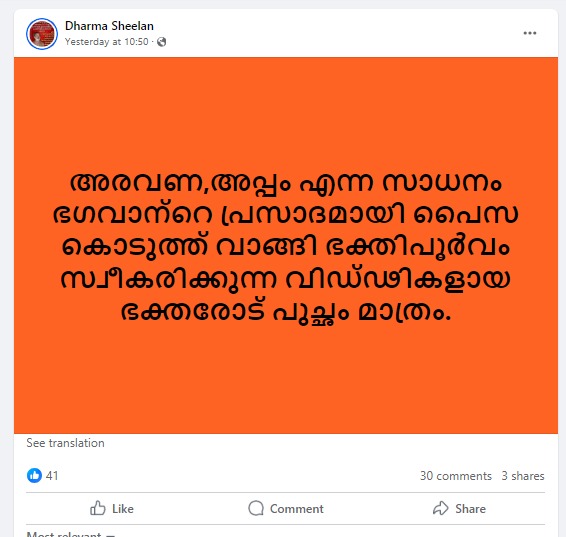 Dharma Sheelan
Yesterday at 10:50 ·
അരവണ,അപ്പം എന്ന സാധനം
ഭഗവാന്റെ പ്രസാദമായി പൈസ
കൊടുത്ത് വാങ്ങി ഭക്തിപൂർവം
സ്വീകരിക്കുന്ന വിഡ്ഢികളായ
ഭക്തരോട് പുച്ഛം മാത്രം.
See translation
41 30 comments 3 shares
Like Comment Share
Most relevant